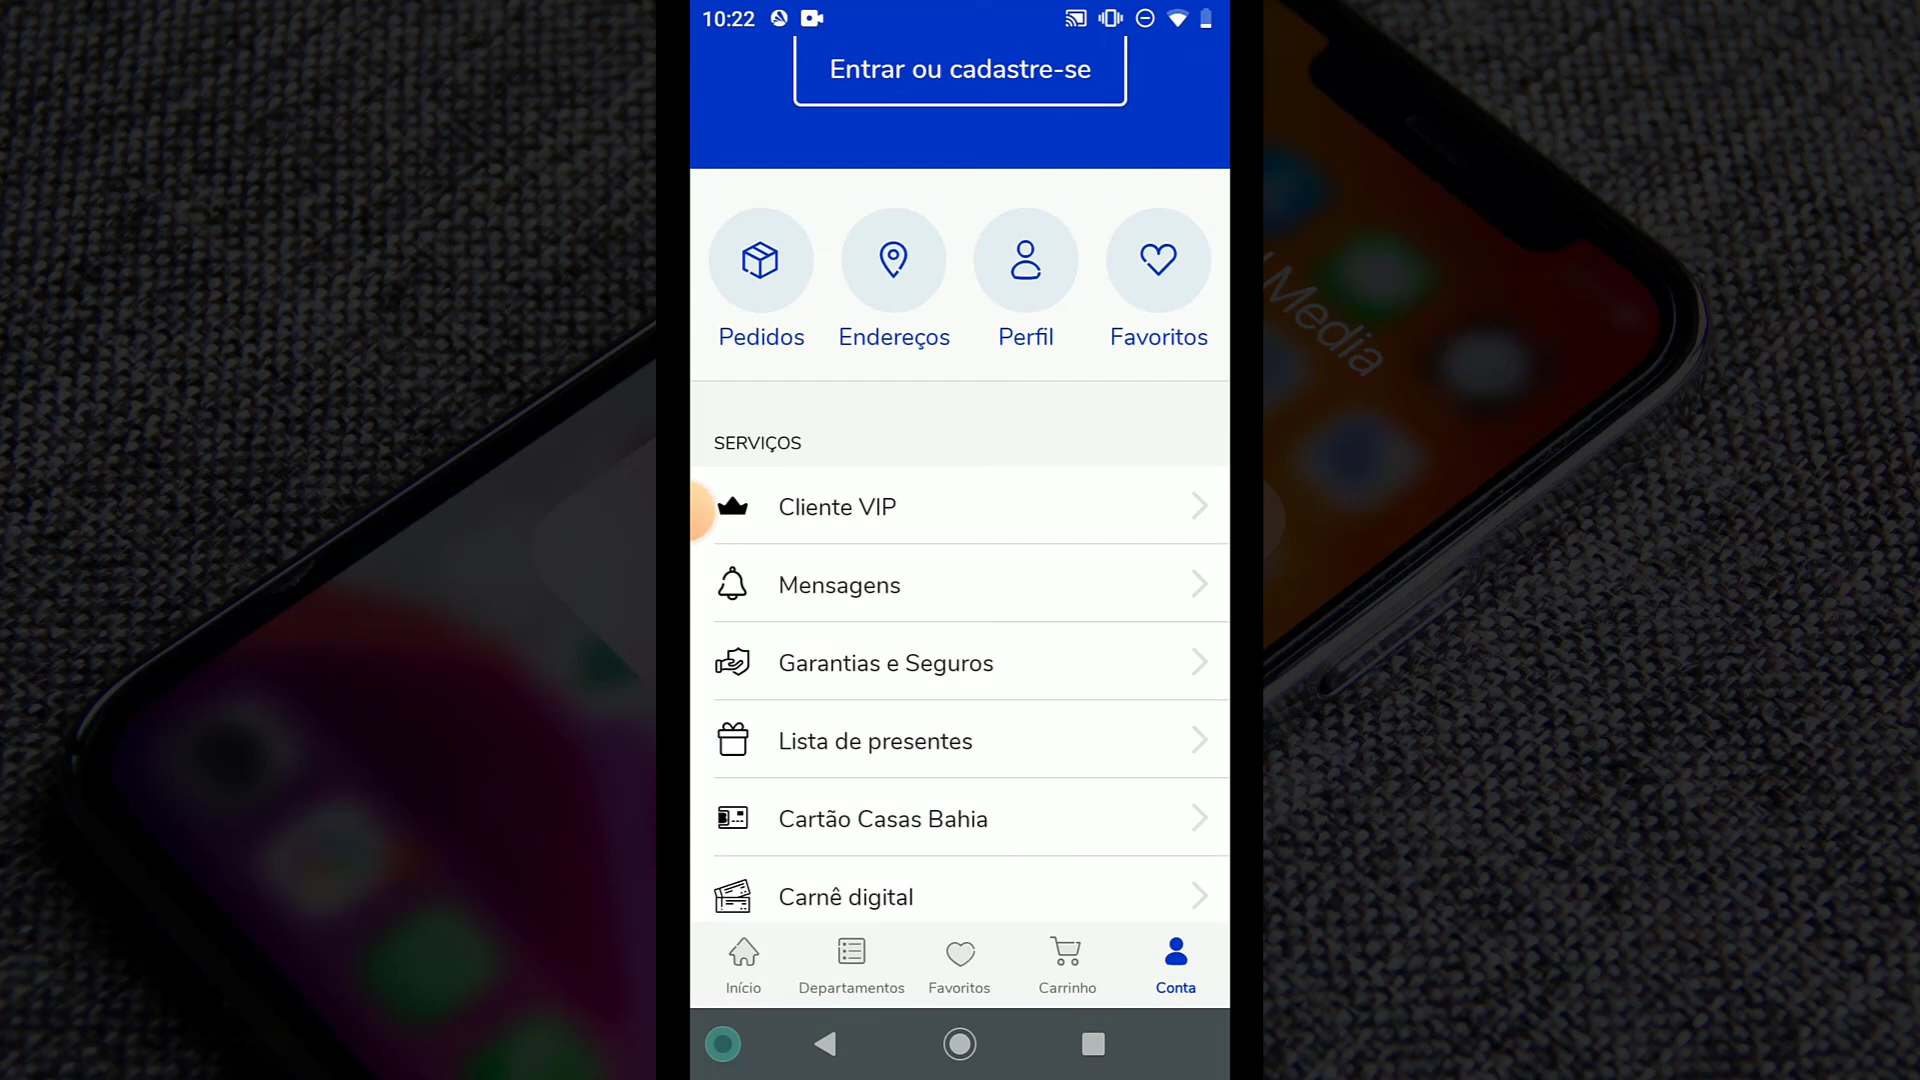 10:22
Entrar ou cadastre-se
Pedidos Endereços Perfil Favoritos
SERVIÇOS
Cliente VIP
Mensagens
Garantias e Seguros
Lista de presentes
Cartão Casas Bahia
Carnê digital
Início Departamentos Favoritos Carrinho Conta
Media